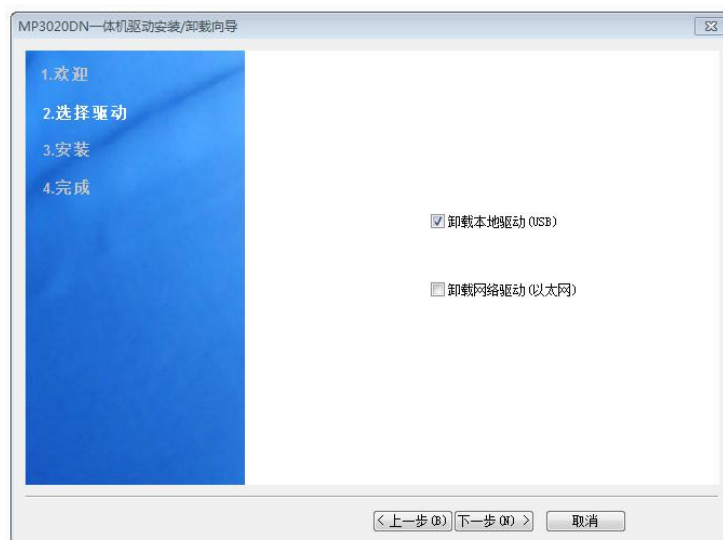 MP3020DN一体机驱动安装/卸载向导
1.欢迎
2.选择驱动
3.安装
4.完成
卸载本地驱动(USB)
卸载网络驱动(以太网)
< 上一步(B)
下一步(N) >
取消